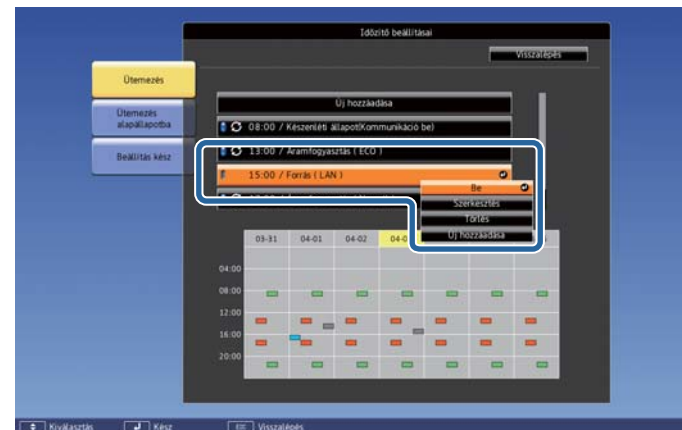 Időzítő beállításai
Visszalépés
Ütemezés
Ütemezés
alapállapotba
Beállítás kész
Új hozzáadása
08:00 / Készenléti állapot(Kommunikáció be)
13:00 / Áramfogyasztás ( ECO )
15:00 / Forrás ( LAN )
Be
Szerkesztés
Törlés
Új hozzáadása
03-31 04-01 04-02
04:00
08:00
12:00
16:00
20:00
Kiválasztás Kész Visszalépés